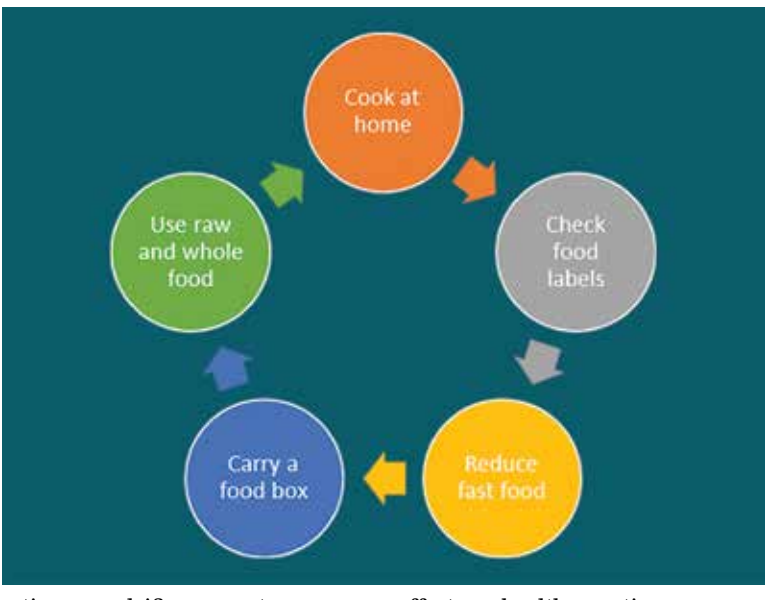 Cook at
home
Check
food
labels
Reduce
fast food
Carry a
food box
Use raw
and whole
food